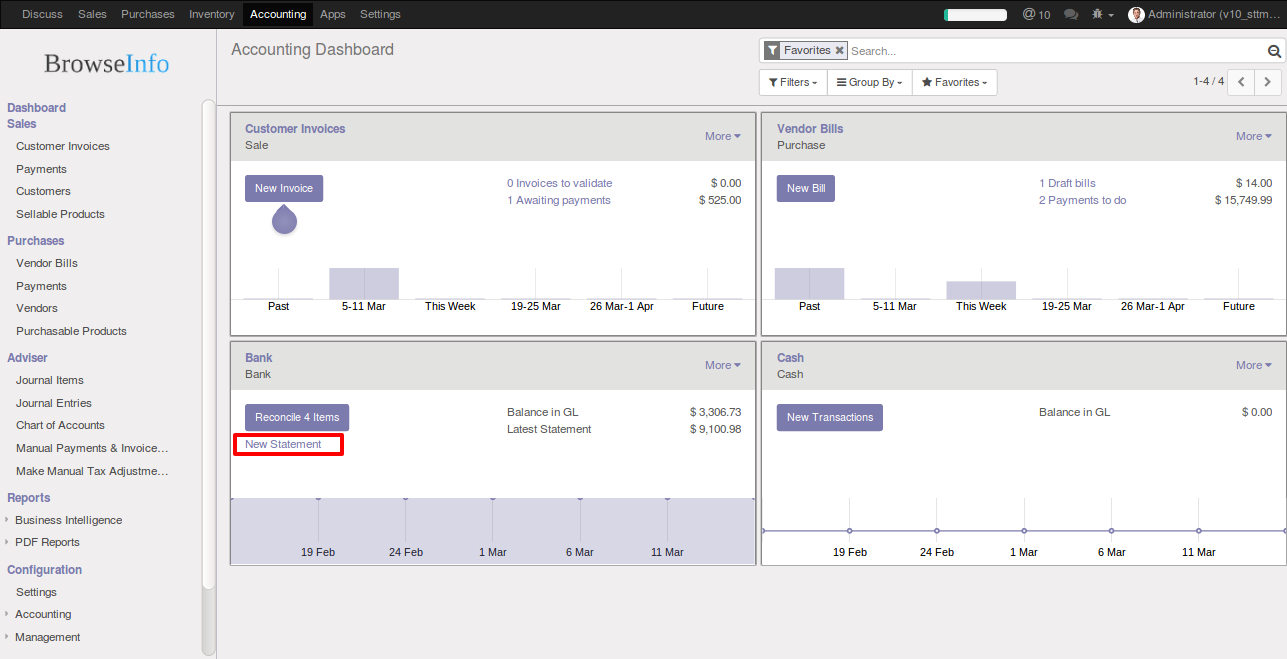 Discuss Sales Purchases Inventory Accounting Apps Settings @ 10 Administrator (v10_sttm...
BrowseInfo
Dashboard
Sales
Customer Invoices
Payments
Customers
Sellable Products
Purchases
Vendor Bills
Payments
Vendors
Purchasable Products
Adviser
Journal Items
Journal Entries
Chart of Accounts
Manual Payments & Invoice...
Make Manual Tax Adjustme...
Reports
Business Intelligence
PDF Reports
Configuration
Settings
Accounting
Management
Accounting Dashboard
Favorites Search...
Filters Group By Favorites
1-4 / 4
Customer Invoices
Sale
More
New Invoice
0 Invoices to validate $ 0.00
1 Awaiting payments $ 525.00
Past 5-11 Mar This Week 19-25 Mar 26 Mar-1 Apr Future
Vendor Bills
Purchase
More
New Bill
1 Draft bills $ 14.00
2 Payments to do $ 15,749.99
Past 5-11 Mar This Week 19-25 Mar 26 Mar-1 Apr Future
Bank
Bank
More
Reconcile 4 Items
New Statement
Balance in GL $ 3,306.73
Latest Statement $ 9,100.98
19 Feb 24 Feb 1 Mar 6 Mar 11 Mar
Cash
Cash
More
New Transactions
Balance in GL $ 0.00
19 Feb 24 Feb 1 Mar 6 Mar 11 Mar